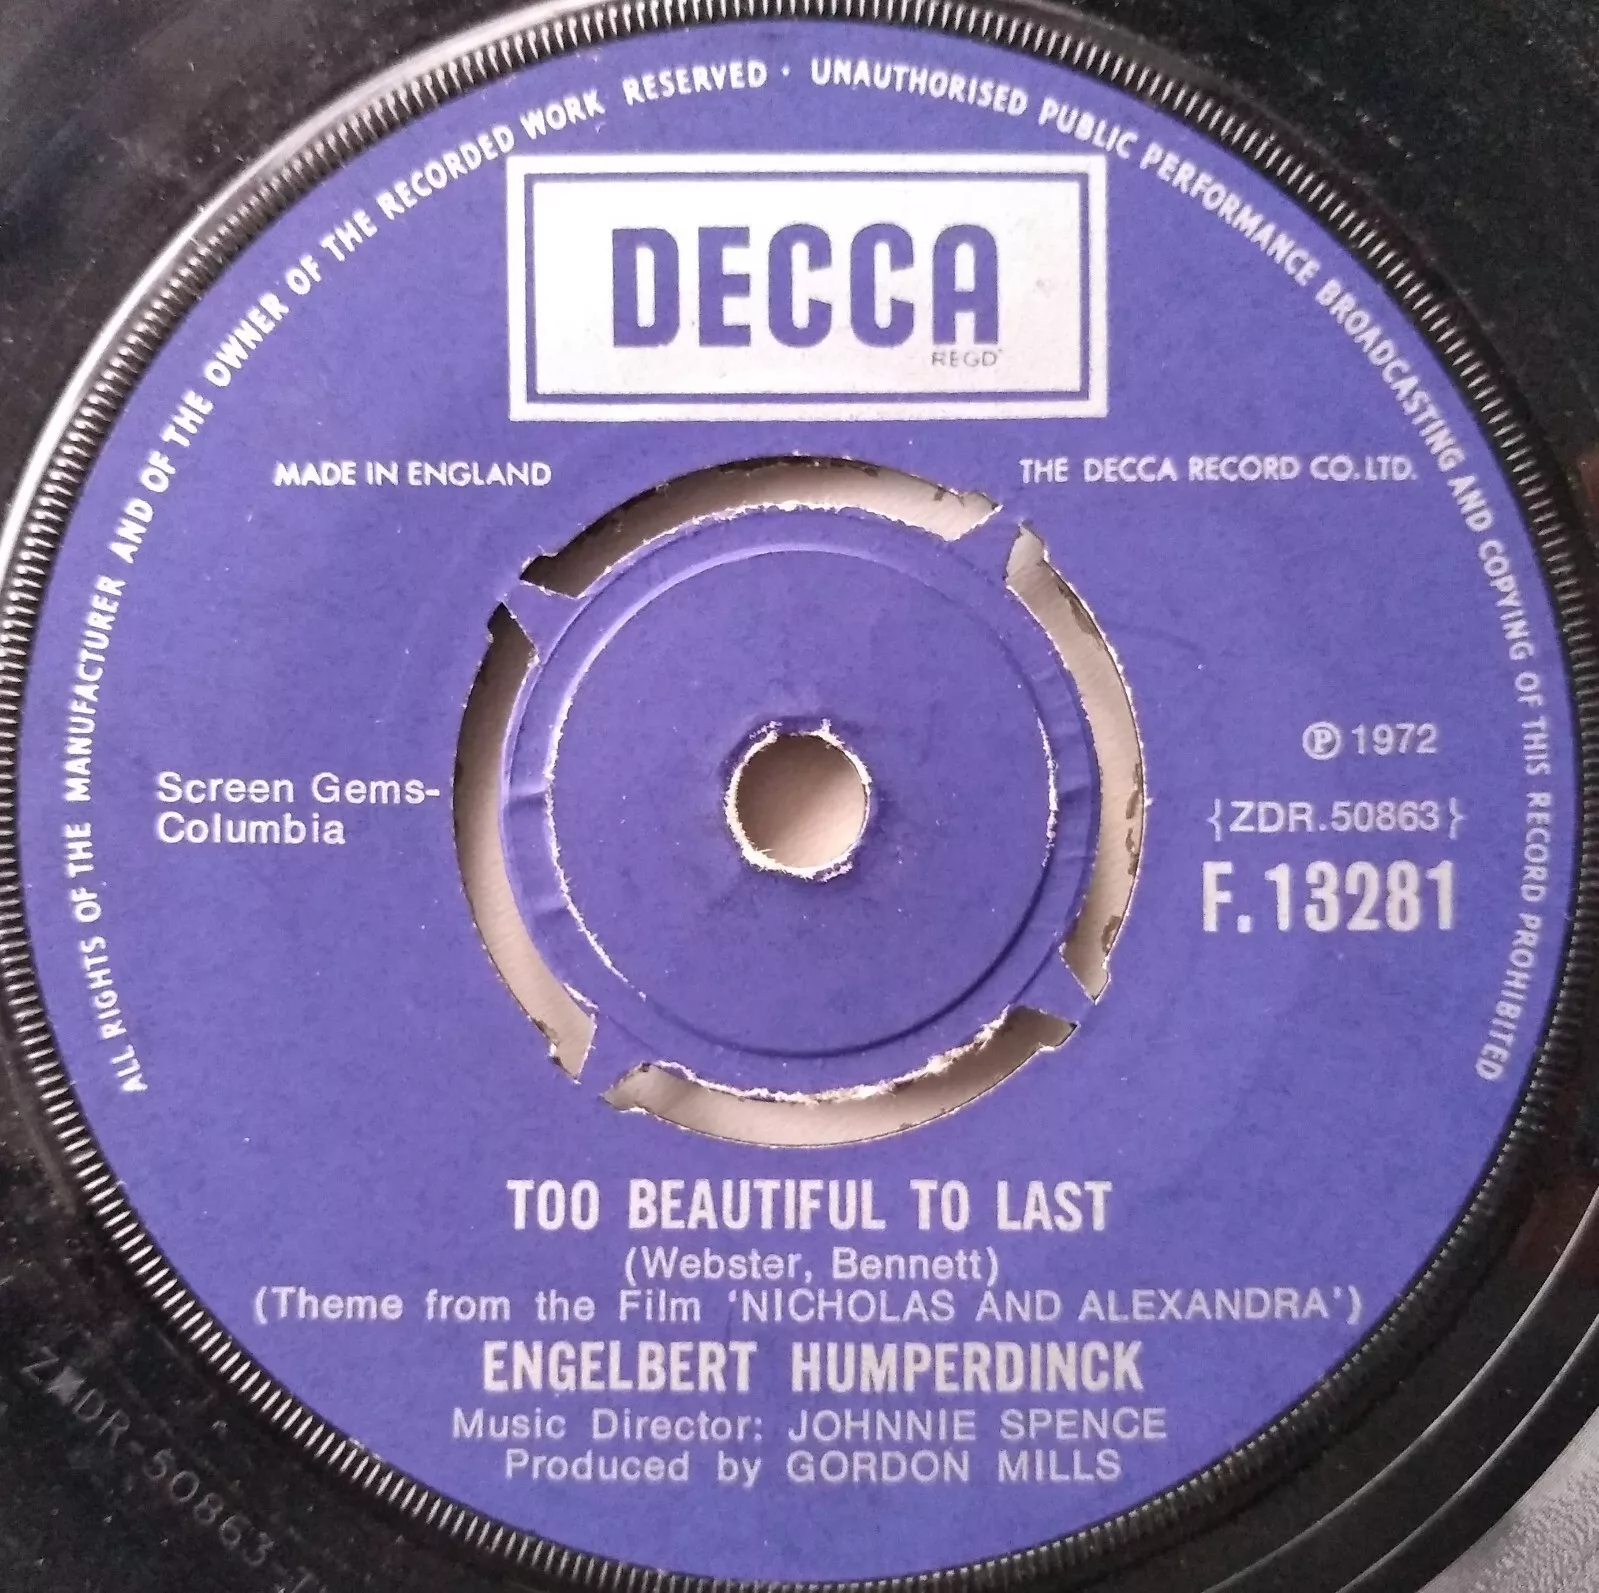 ALL RIGHTS OF THE MANUFACTURER AND OF THE OWNER OF THE RECORDED WORK RESERVED · UNAUTHORISED PUBLIC PERFORMANCE BROADCASTING AND COPYING OF THIS RECORD PROHIBITED
DECCA
REGD
MADE IN ENGLAND
THE DECCA RECORD CO. LTD.
Screen Gems-
Columbia
℗ 1972
{ZDR.50863}
F.13281
TOO BEAUTIFUL TO LAST
(Webster, Bennett)
(Theme from the Film 'NICHOLAS AND ALEXANDRA')
ENGELBERT HUMPERDINCK
Music Director: JOHNNIE SPENCE
Produced by GORDON MILLS
DR-50863